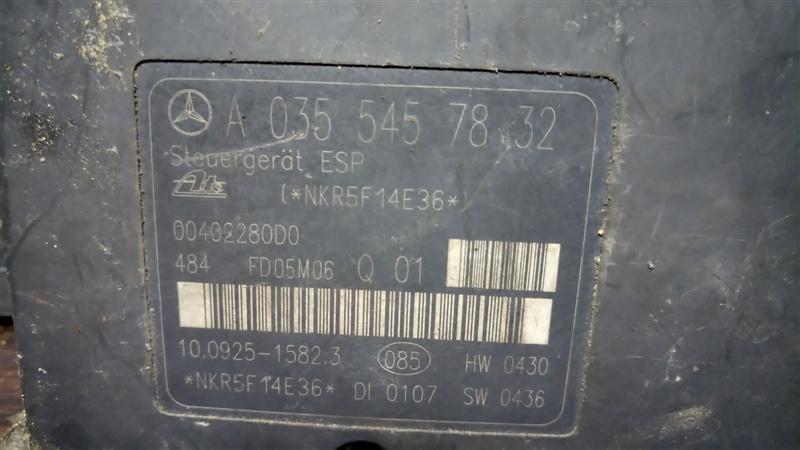 A 035 545 78 32
Steuergerät ESP
Ate
(*NKR5F14E36*)
00402280D0
484 FD05M06 Q 01
10.0925-1582.3 085 HW 0430
*NKR5F14E36* DI 0107 SW 0436